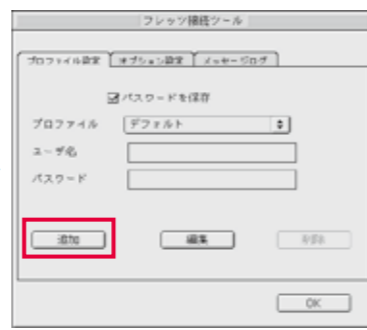 フレッツ接続ツール
プロファイル設定 オプション設定 メッセージログ
パスワードを保存
プロファイル デフォルト
ユーザ名
パスワード
追加 編集 削除
OK